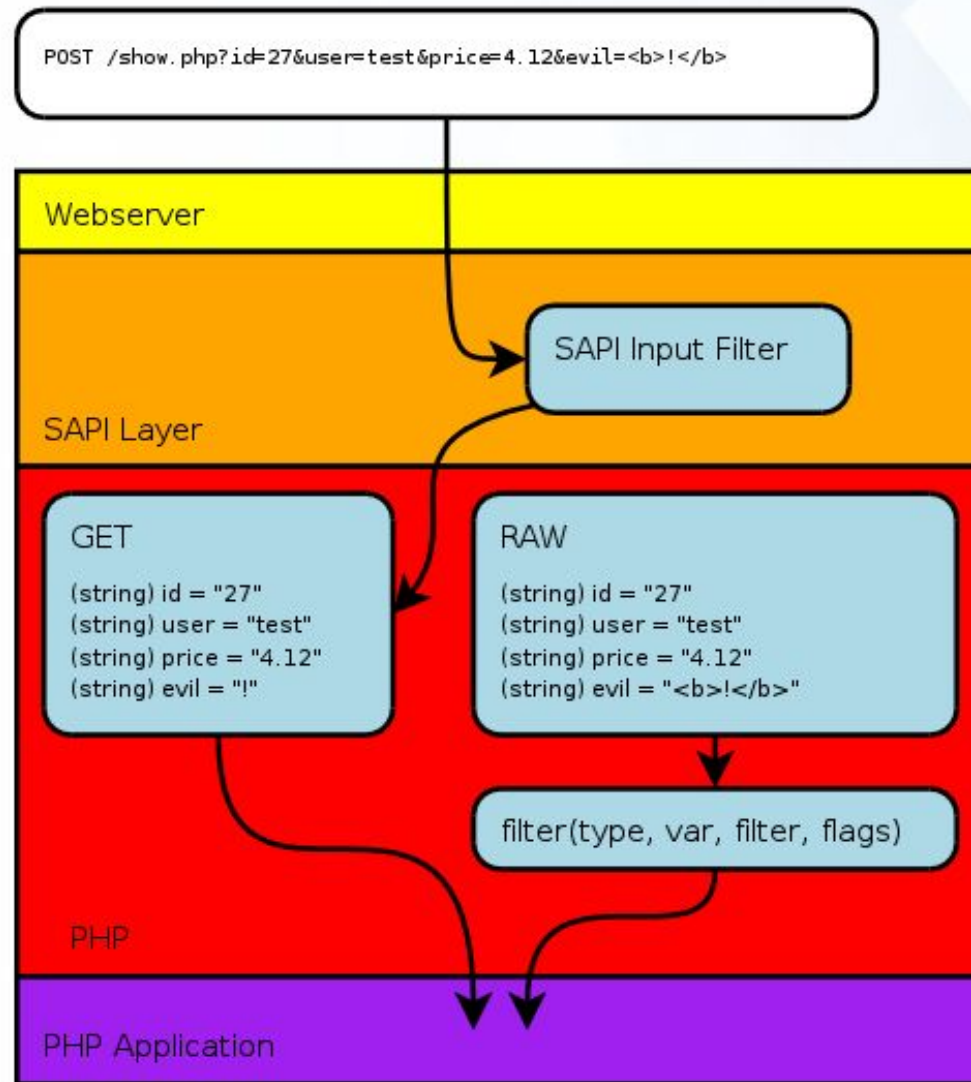 POST /show.php?id=27&user=test&price=4.12&evil=<b>!</b>
Webserver
SAPI Input Filter
SAPI Layer
GET
(string) id = "27"
(string) user = "test"
(string) price = "4.12"
(string) evil = "!"
RAW
(string) id = "27"
(string) user = "test"
(string) price = "4.12"
(string) evil = "<b>!</b>"
filter(type, var, filter, flags)
PHP
PHP Application